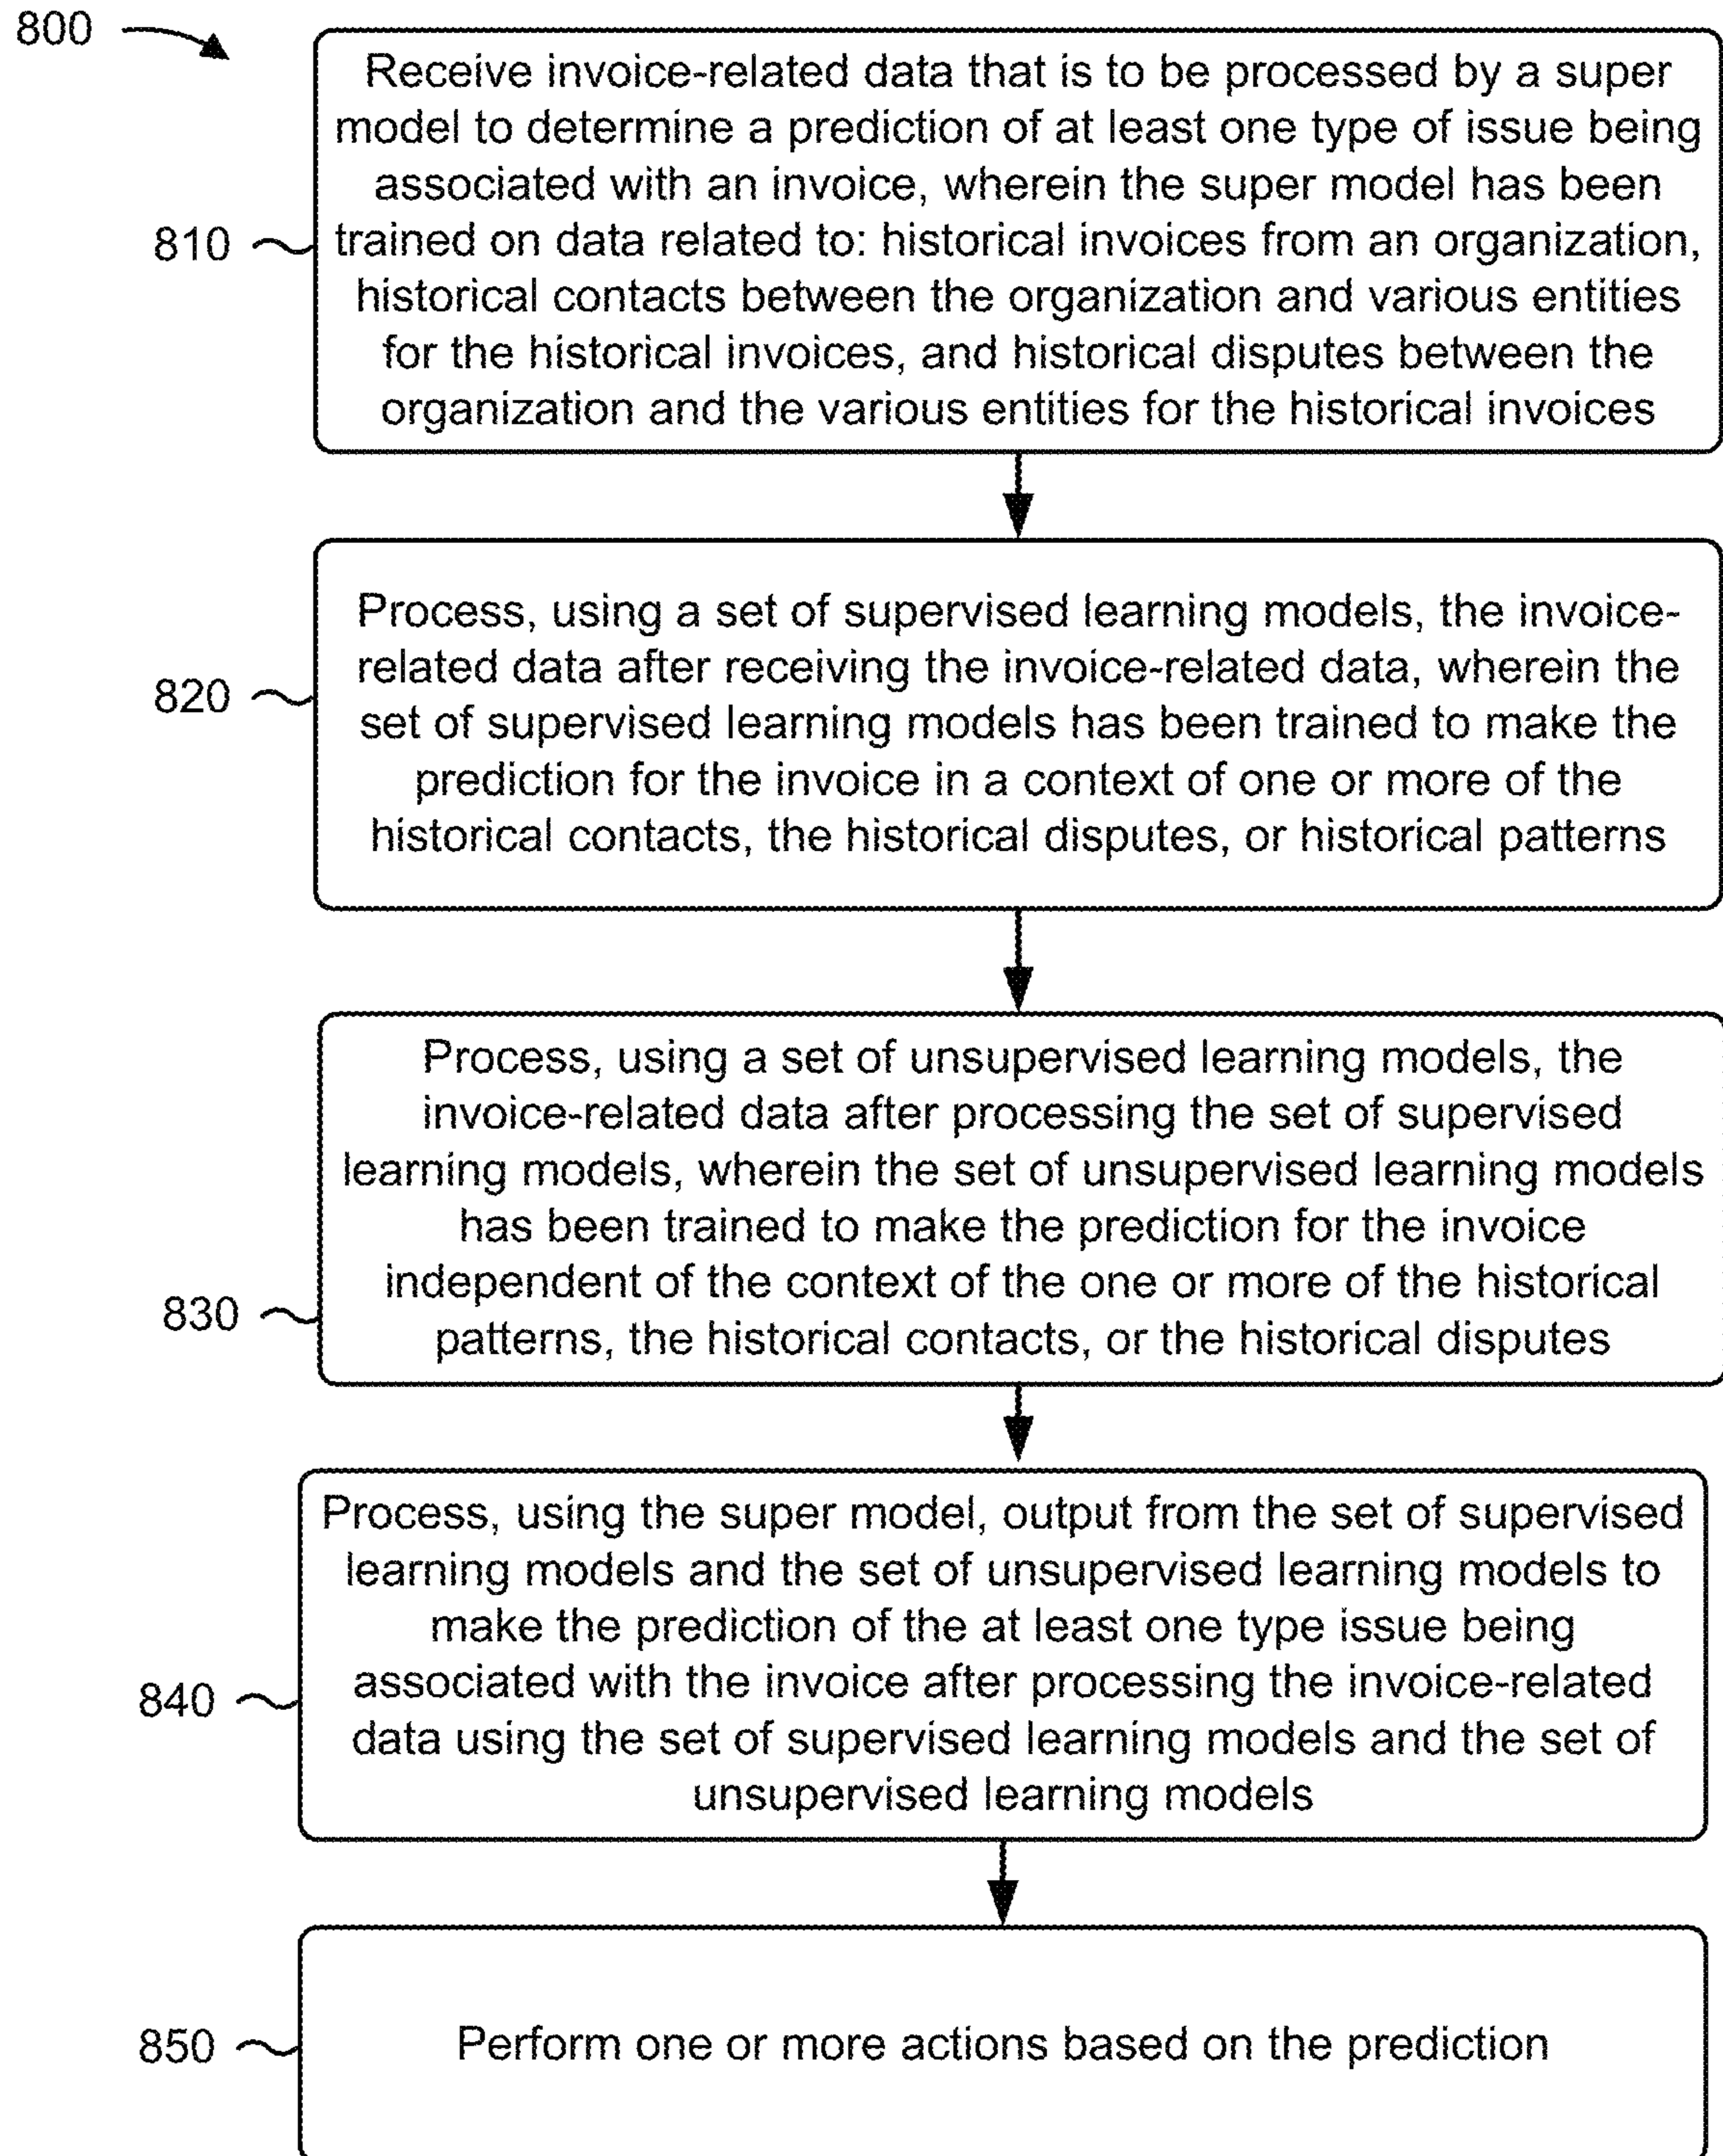 800
Receive invoice-related data that is to be processed by a super
model to determine a prediction of at least one type of issue being
associated with an invoice, wherein the super model has been
810
trained on data related to: historical invoices from an organization,
historical contacts between the organization and various entities
for the historical invoices, and historical disputes between the
organization and the various entities for the historical invoices
Process, using a set of supervised learning models, the invoice-
related data after receiving the invoice-related data, wherein the
820
set of supervised learning models has been trained to make the
prediction for the invoice in a context of one or more of the
historical contacts, the historical disputes, or historical patterns
Process, using a set of unsupervised learning models, the
invoice-related data after processing the set of supervised
learning models, wherein the set of unsupervised learning models
has been trained to make the prediction for the invoice
independent of the context of the one or more of the historical
830
patterns, the historical contacts, or the historical disputes
Process, using the super model, output from the set of supervised
learning models and the set of unsupervised learning models to
make the prediction of the at least one type issue being
associated with the invoice after processing the invoice-related
840
data using the set of supervised learning models and the set of
unsupervised learning models
850
Perform one or more actions based on the prediction